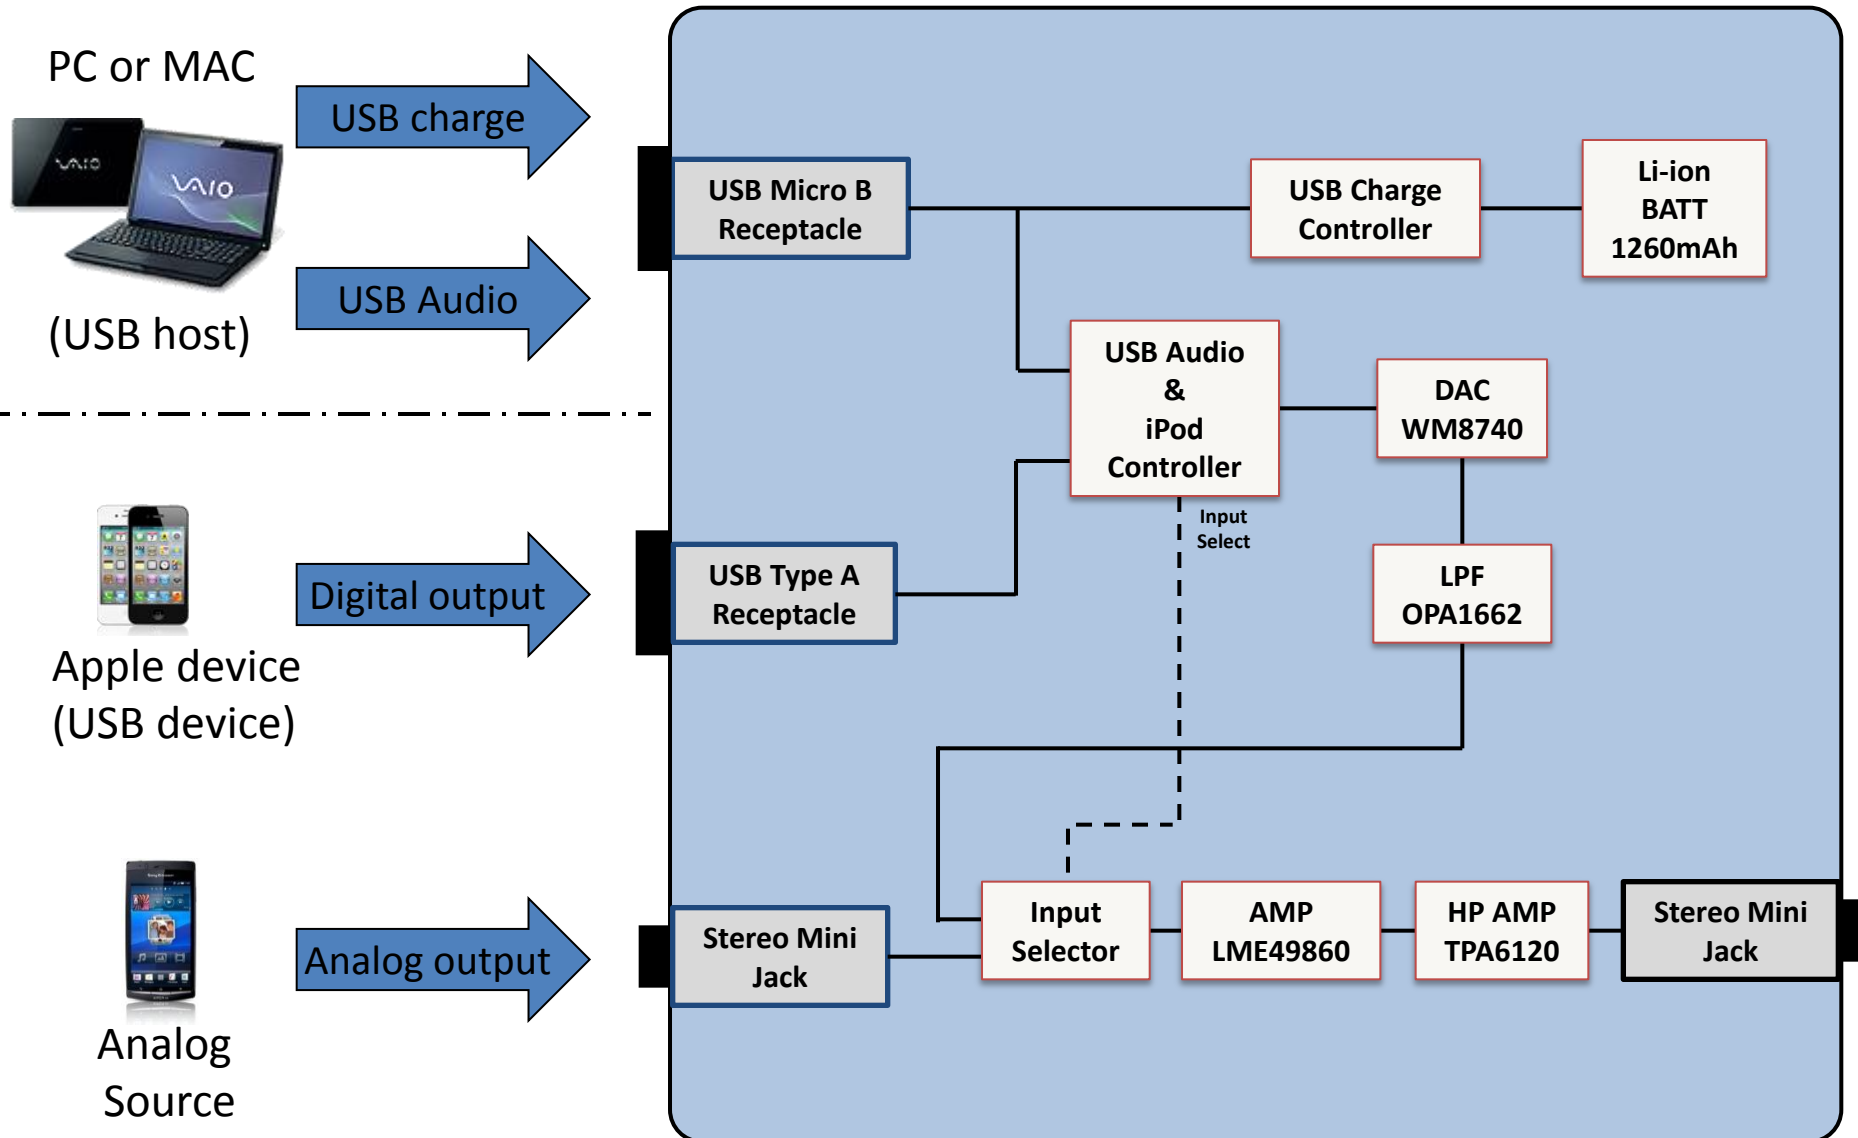 PC or MAC
VAIO
VAIO
(USB host)
USB charge
USB Audio
USB Micro B
Receptacle
USB Charge
Controller
Li-ion
BATT
1260mAh
USB Audio
&
iPod
Controller
DAC
WM8740
Input
Select
Apple device
(USB device)
Digital output
USB Type A
Receptacle
LPF
OPA1662
Analog
Source
Analog output
Stereo Mini
Jack
Input
Selector
AMP
LME49860
HP AMP
TPA6120
Stereo Mini
Jack